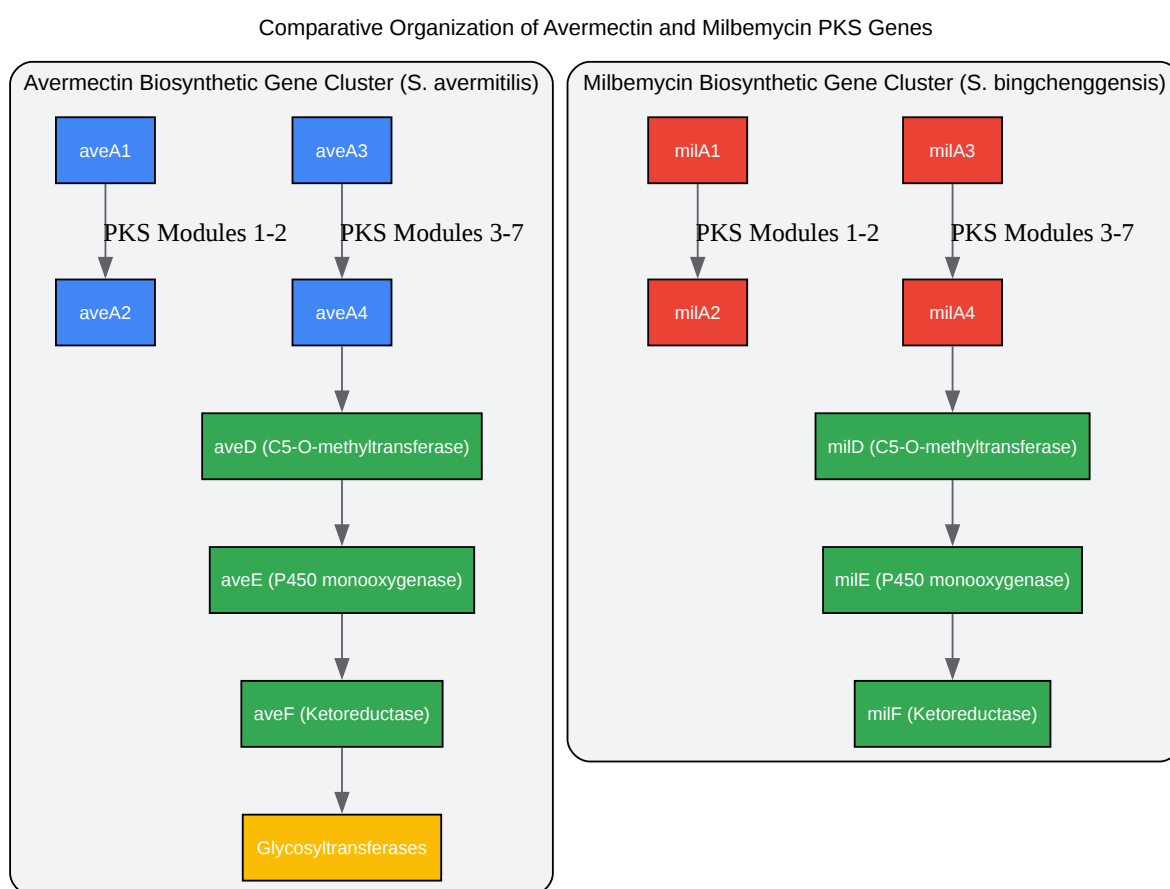 Comparative Organization of Avermectin and Milbemycin PKS Genes
Avermectin Biosynthetic Gene Cluster (S. avermitilis)
aveA1
aveA3
PKS Modules 1-2
PKS Modules 3-7
aveA2
aveA4
aveD (C5-O-methyltransferase)
aveE (P450 monooxygenase)
aveF (Ketoreductase)
Glycosyltransferases
Milbemycin Biosynthetic Gene Cluster (S. bingchenggensis)
milA1
milA3
PKS Modules 1-2
PKS Modules 3-7
milA2
milA4
milD (C5-O-methyltransferase)
milE (P450 monooxygenase)
milF (Ketoreductase)